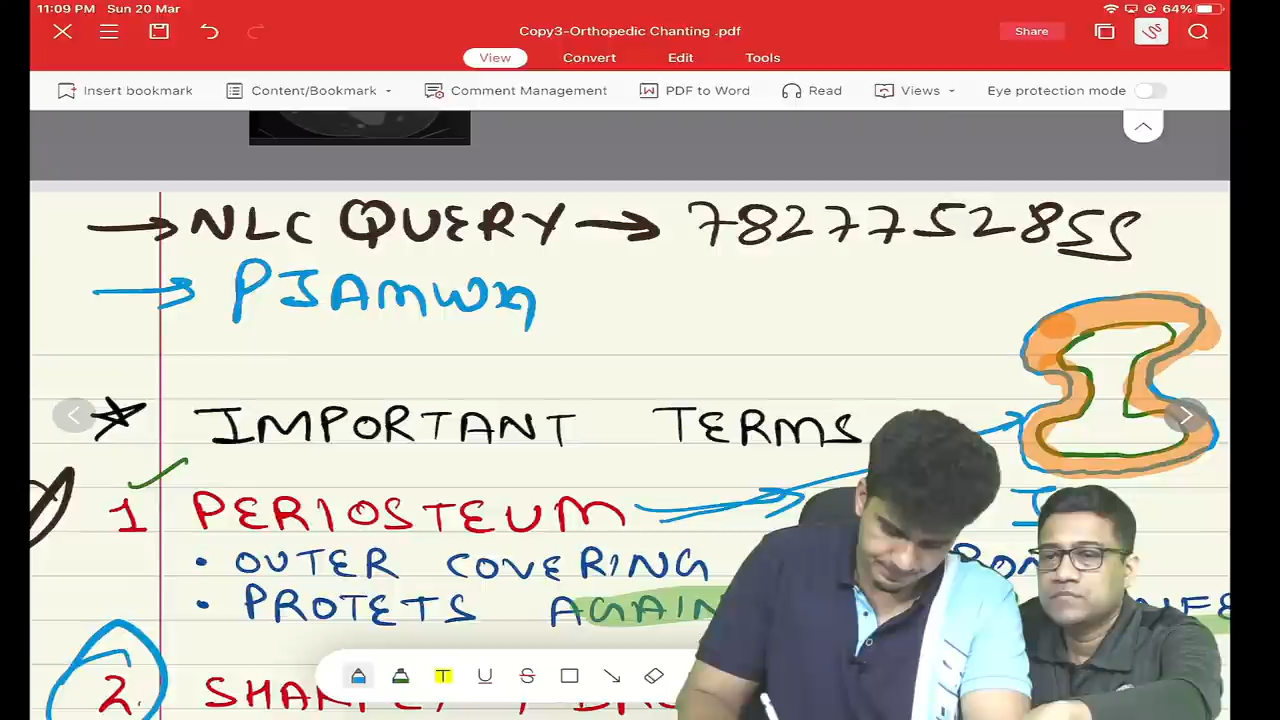 11:09 PM Sun 20 Mar 64%
Copy3-Orthopedic Chanting .pdf Share
View Convert Edit Tools
Insert bookmark Content/Bookmark Comment Management PDF to Word Read Views Eye protection mode
→ NLC QUERY → 7827752855
→ PJAMWM
★ IMPORTANT TERMS
1 PERIOSTEUM
• OUTER COVERING
• PROTETS AGAIN
T U S
2.